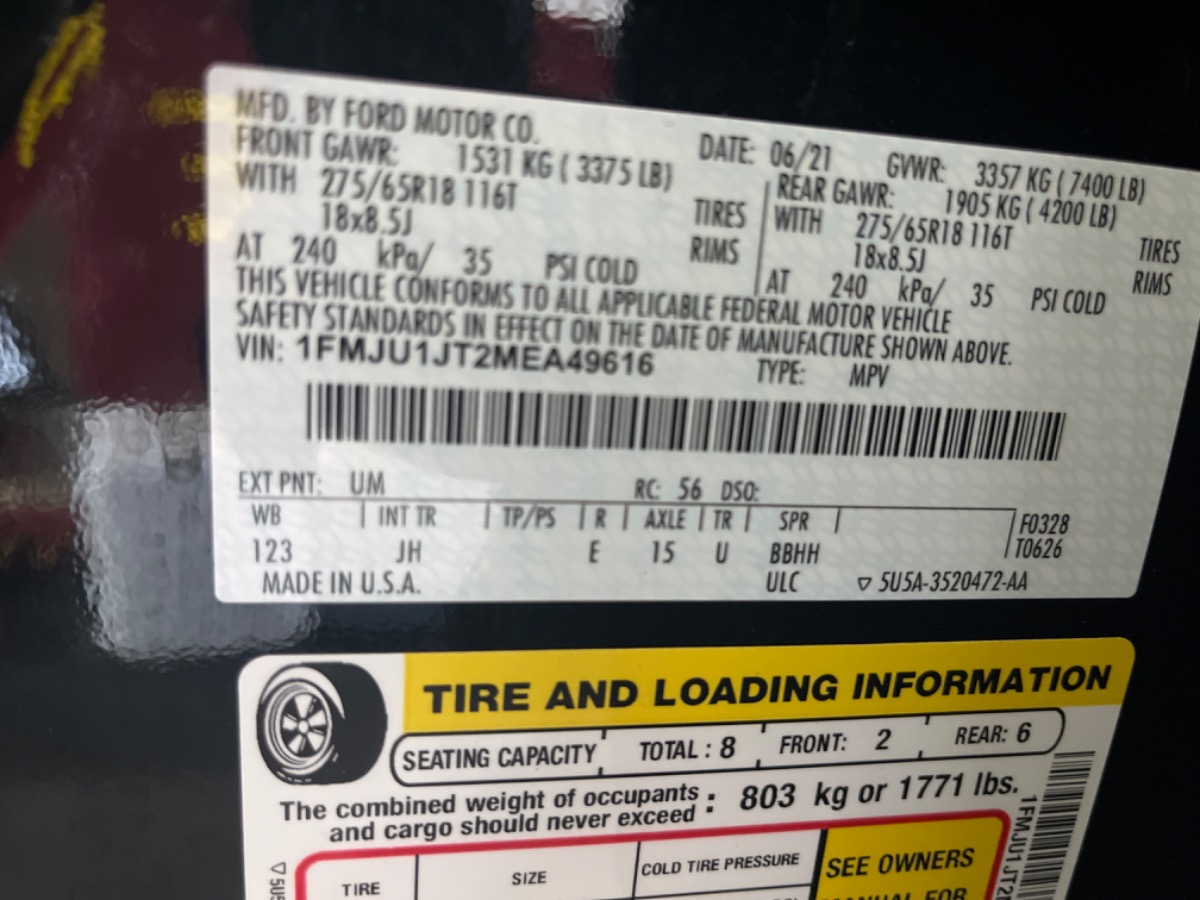 MFD. BY FORD MOTOR CO. DATE: 06/21 GVWR: 3357 KG ( 7400 LB)
FRONT GAWR: 1531 KG ( 3375 LB) REAR GAWR: 1905 KG ( 4200 LB)
WITH 275/65R18 116T TIRES WITH 275/65R18 116T TIRES
18x8.5J RIMS 18x8.5J RIMS
AT 240 kPa/ 35 PSI COLD AT 240 kPa/ 35 PSI COLD
THIS VEHICLE CONFORMS TO ALL APPLICABLE FEDERAL MOTOR VEHICLE
SAFETY STANDARDS IN EFFECT ON THE DATE OF MANUFACTURE SHOWN ABOVE.
VIN: 1FMJU1JT2MEA49616 TYPE: MPV
EXT PNT: UM RC: 56 DSO:
WB INT TR TP/PS R AXLE TR SPR F0328
123 JH E 15 U BBHH T0626
MADE IN U.S.A. ULC ▽ 5U5A-3520472-AA
TIRE AND LOADING INFORMATION
SEATING CAPACITY TOTAL : 8 FRONT: 2 REAR: 6
The combined weight of occupants : 803 kg or 1771 lbs.
and cargo should never exceed
TIRE SIZE COLD TIRE PRESSURE SEE OWNERS
MANUAL FOR
▽ 5U5
1FMJU1JT2